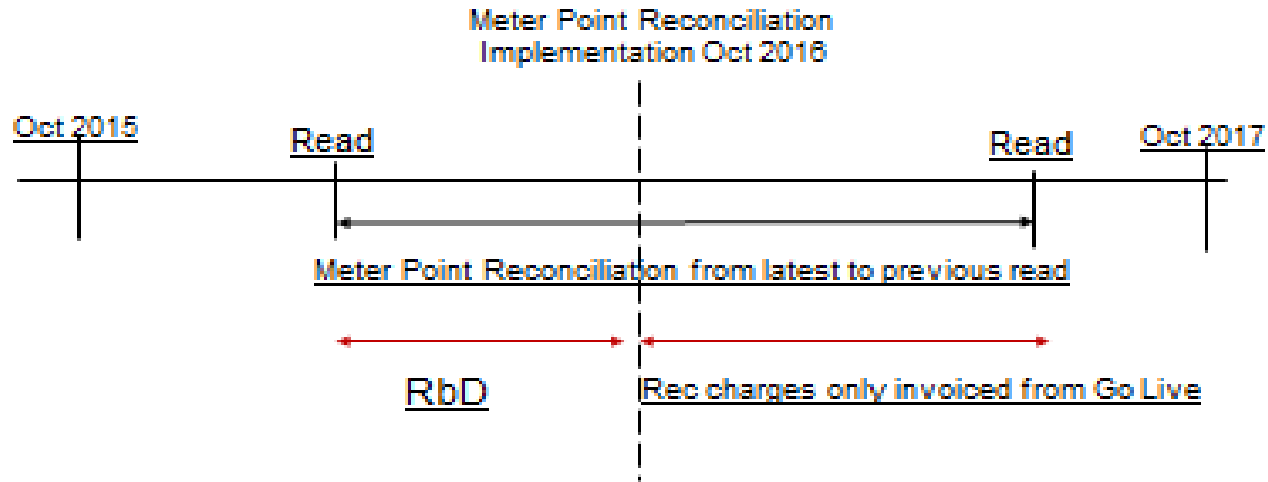 Meter Point Reconciliation
Implementation Oct 2016
Oct 2015
Read
Read
Oct 2017
Meter Point Reconciliation from latest to previous read
RbD
Rec charges only invoiced from Go Live